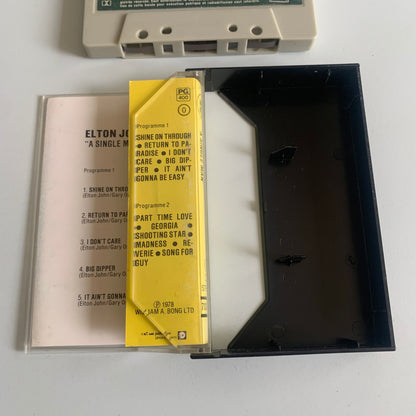 ELTON JO
"A SINGLE M
Programme 1
1. SHINE ON THROU
(Elton John/Gary O
2. RETURN TO PA
(Elton John/Gary
3. I DON'T CARE
(Elton John/Gary O
4. BIG DIPPER
(Elton John/Gary O
5. IT AIN'T GONNA
(Elton John/Gary
PG
400
D
Programme 1
SHINE ON THROUGH
• RETURN TO PA-
RADISE • I DON'T
CARE • BIG DIP-
PER • IT AIN'T
GONNA BE EASY
Programme 2
PART TIME LOVE
• GEORGIA •
SHOOTING STAR •
MADNESS • RE-
VERIE • SONG FOR
GUY
℗ 1978
JAM A. BONG LTD